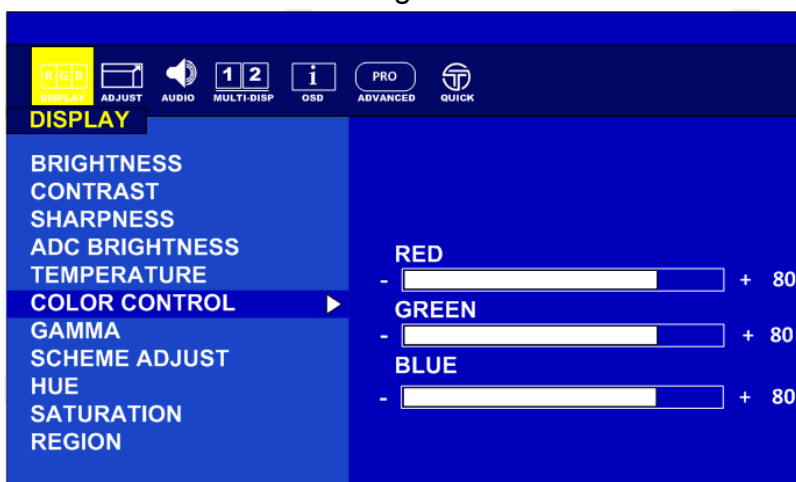 R G B 1 2 i PRO T
DISPLAY ADJUST AUDIO MULTI-DISP OSD ADVANCED QUICK
DISPLAY
BRIGHTNESS
CONTRAST
SHARPNESS
ADC BRIGHTNESS
TEMPERATURE
COLOR CONTROL
GAMMA
SCHEME ADJUST
HUE
SATURATION
REGION
RED
- + 80
GREEN
- + 80
BLUE
- + 80